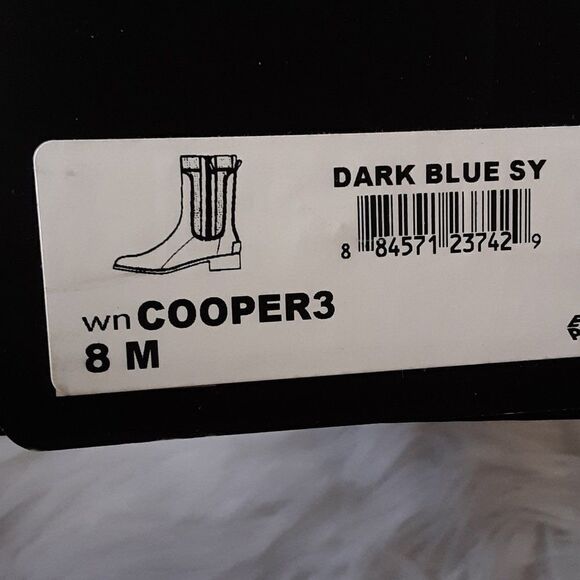 DARK BLUE SY
8 84571 23742 9
wn COOPER3
8 M